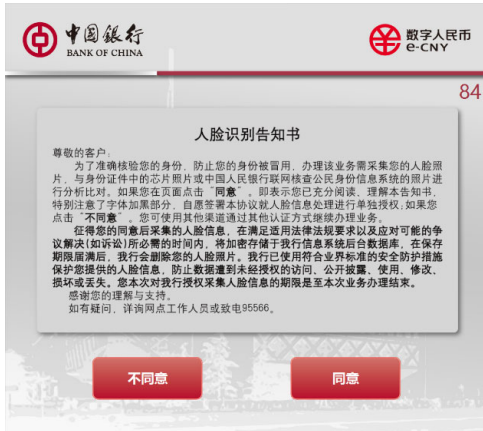 中国银行
BANK OF CHINA
数字人民币
e-CNY
84
人脸识别告知书
尊敬的客户:
为了准确核验您的身份、防止您的身份被冒用，办理该业务需采集您的人脸照
片，与身份证件中的芯片照片或中国人民银行联网核查公民身份信息系统的照片进
行分析比对。如果您在页面点击“同意”，即表示您已充分阅读、理解本告知书，
特别注意了字体加黑部分，自愿签署本协议就人脸信息处理进行单独授权;如果您
点击“不同意”，您可使用其他渠道通过其他认证方式继续办理业务。
征得您的同意后采集的人脸信息，在满足适用法律法规要求以及应对可能的争
议解决(如诉讼)所必需的时间内，将加密存储于我行信息系统后台数据库，在保存
期限届满后，我行会删除您的人脸照片。我行已使用符合业界标准的安全防护措施
保护您提供的人脸信息，防止数据遭到未经授权的访问、公开披露、使用、修改、
损坏或丢失。您本次对我行授权采集人脸信息的期限是至本次业务办理结束。
感谢您的理解与支持。
如有疑问，详询网点工作人员或致电95566。
不同意
同意